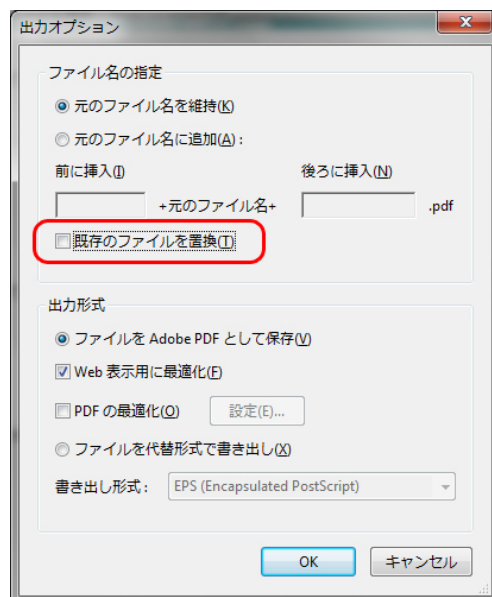 出力オプション
ファイル名の指定
元のファイル名を維持(K)
元のファイル名に追加(A):
前に挿入(I) 後ろに挿入(N)
+元のファイル名+ .pdf
既存のファイルを置換(T)
出力形式
ファイルを Adobe PDF として保存(V)
Web 表示用に最適化(F)
PDF の最適化(O) 設定(E)...
ファイルを代替形式で書き出し(X)
書き出し形式: EPS (Encapsulated PostScript)
OK キャンセル